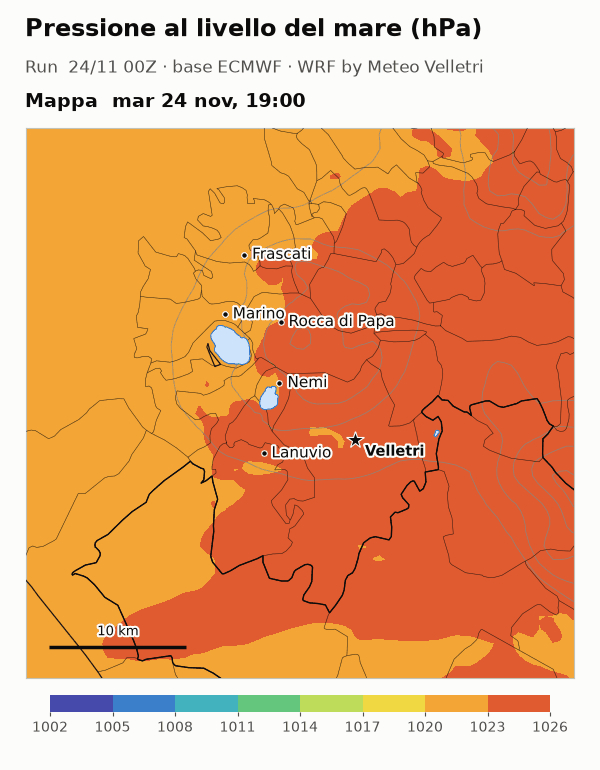 Pressione al livello del mare (hPa)
Run  24/11 00Z · base ECMWF · WRF by Meteo Velletri
Mappa  mar 24 nov, 19:00
Frascati
Marino
Rocca di Papa
Nemi
Velletri
Lanuvio
10 km
1002 1005 1008 1011 1014 1017 1020 1023 1026